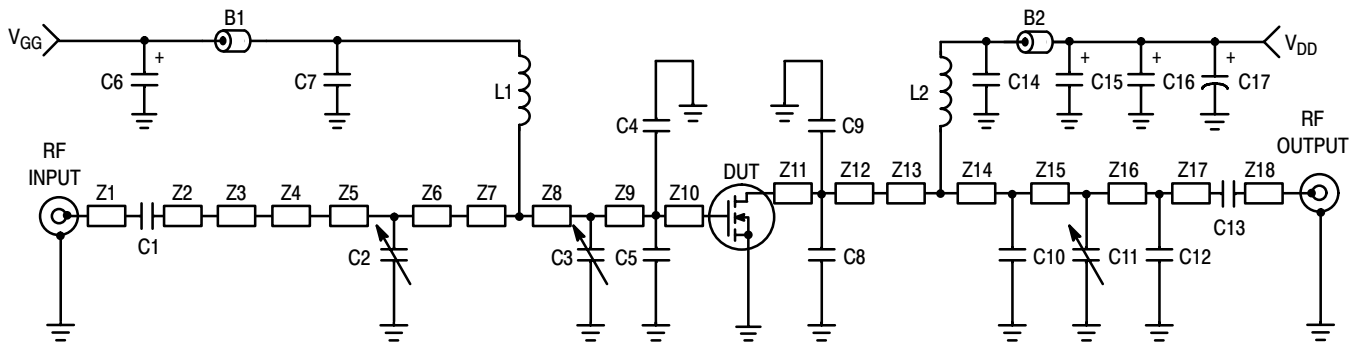 B1
B2
V_GG
+
+
+
+
V_DD
C6
C7
L1
C4
C9
L2
C14
C15
C16
C17
RF
INPUT
RF
OUTPUT
DUT
Z1
Z2
Z3
Z4
Z5
Z6
Z7
Z8
Z9
Z10
Z11
Z12
Z13
Z14
Z15
Z16
Z17
Z18
C1
C2
C3
C5
C8
C10
C11
C12
C13